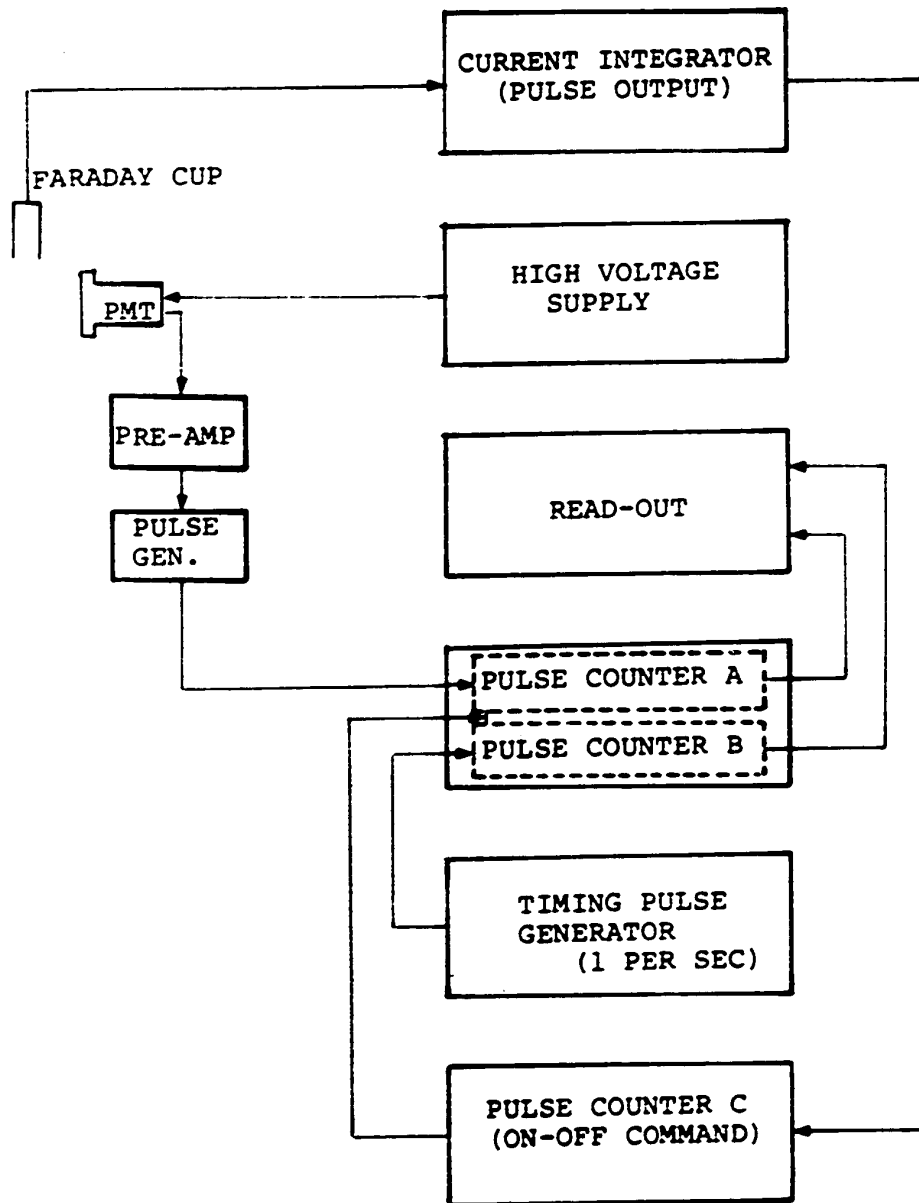 CURRENT INTEGRATOR
(PULSE OUTPUT)
FARADAY CUP
HIGH VOLTAGE
SUPPLY
PMT
PRE-AMP
READ-OUT
PULSE
GEN.
PULSE COUNTER A
PULSE COUNTER B
TIMING PULSE
GENERATOR
(1 PER SEC)
PULSE COUNTER C
(ON-OFF COMMAND)